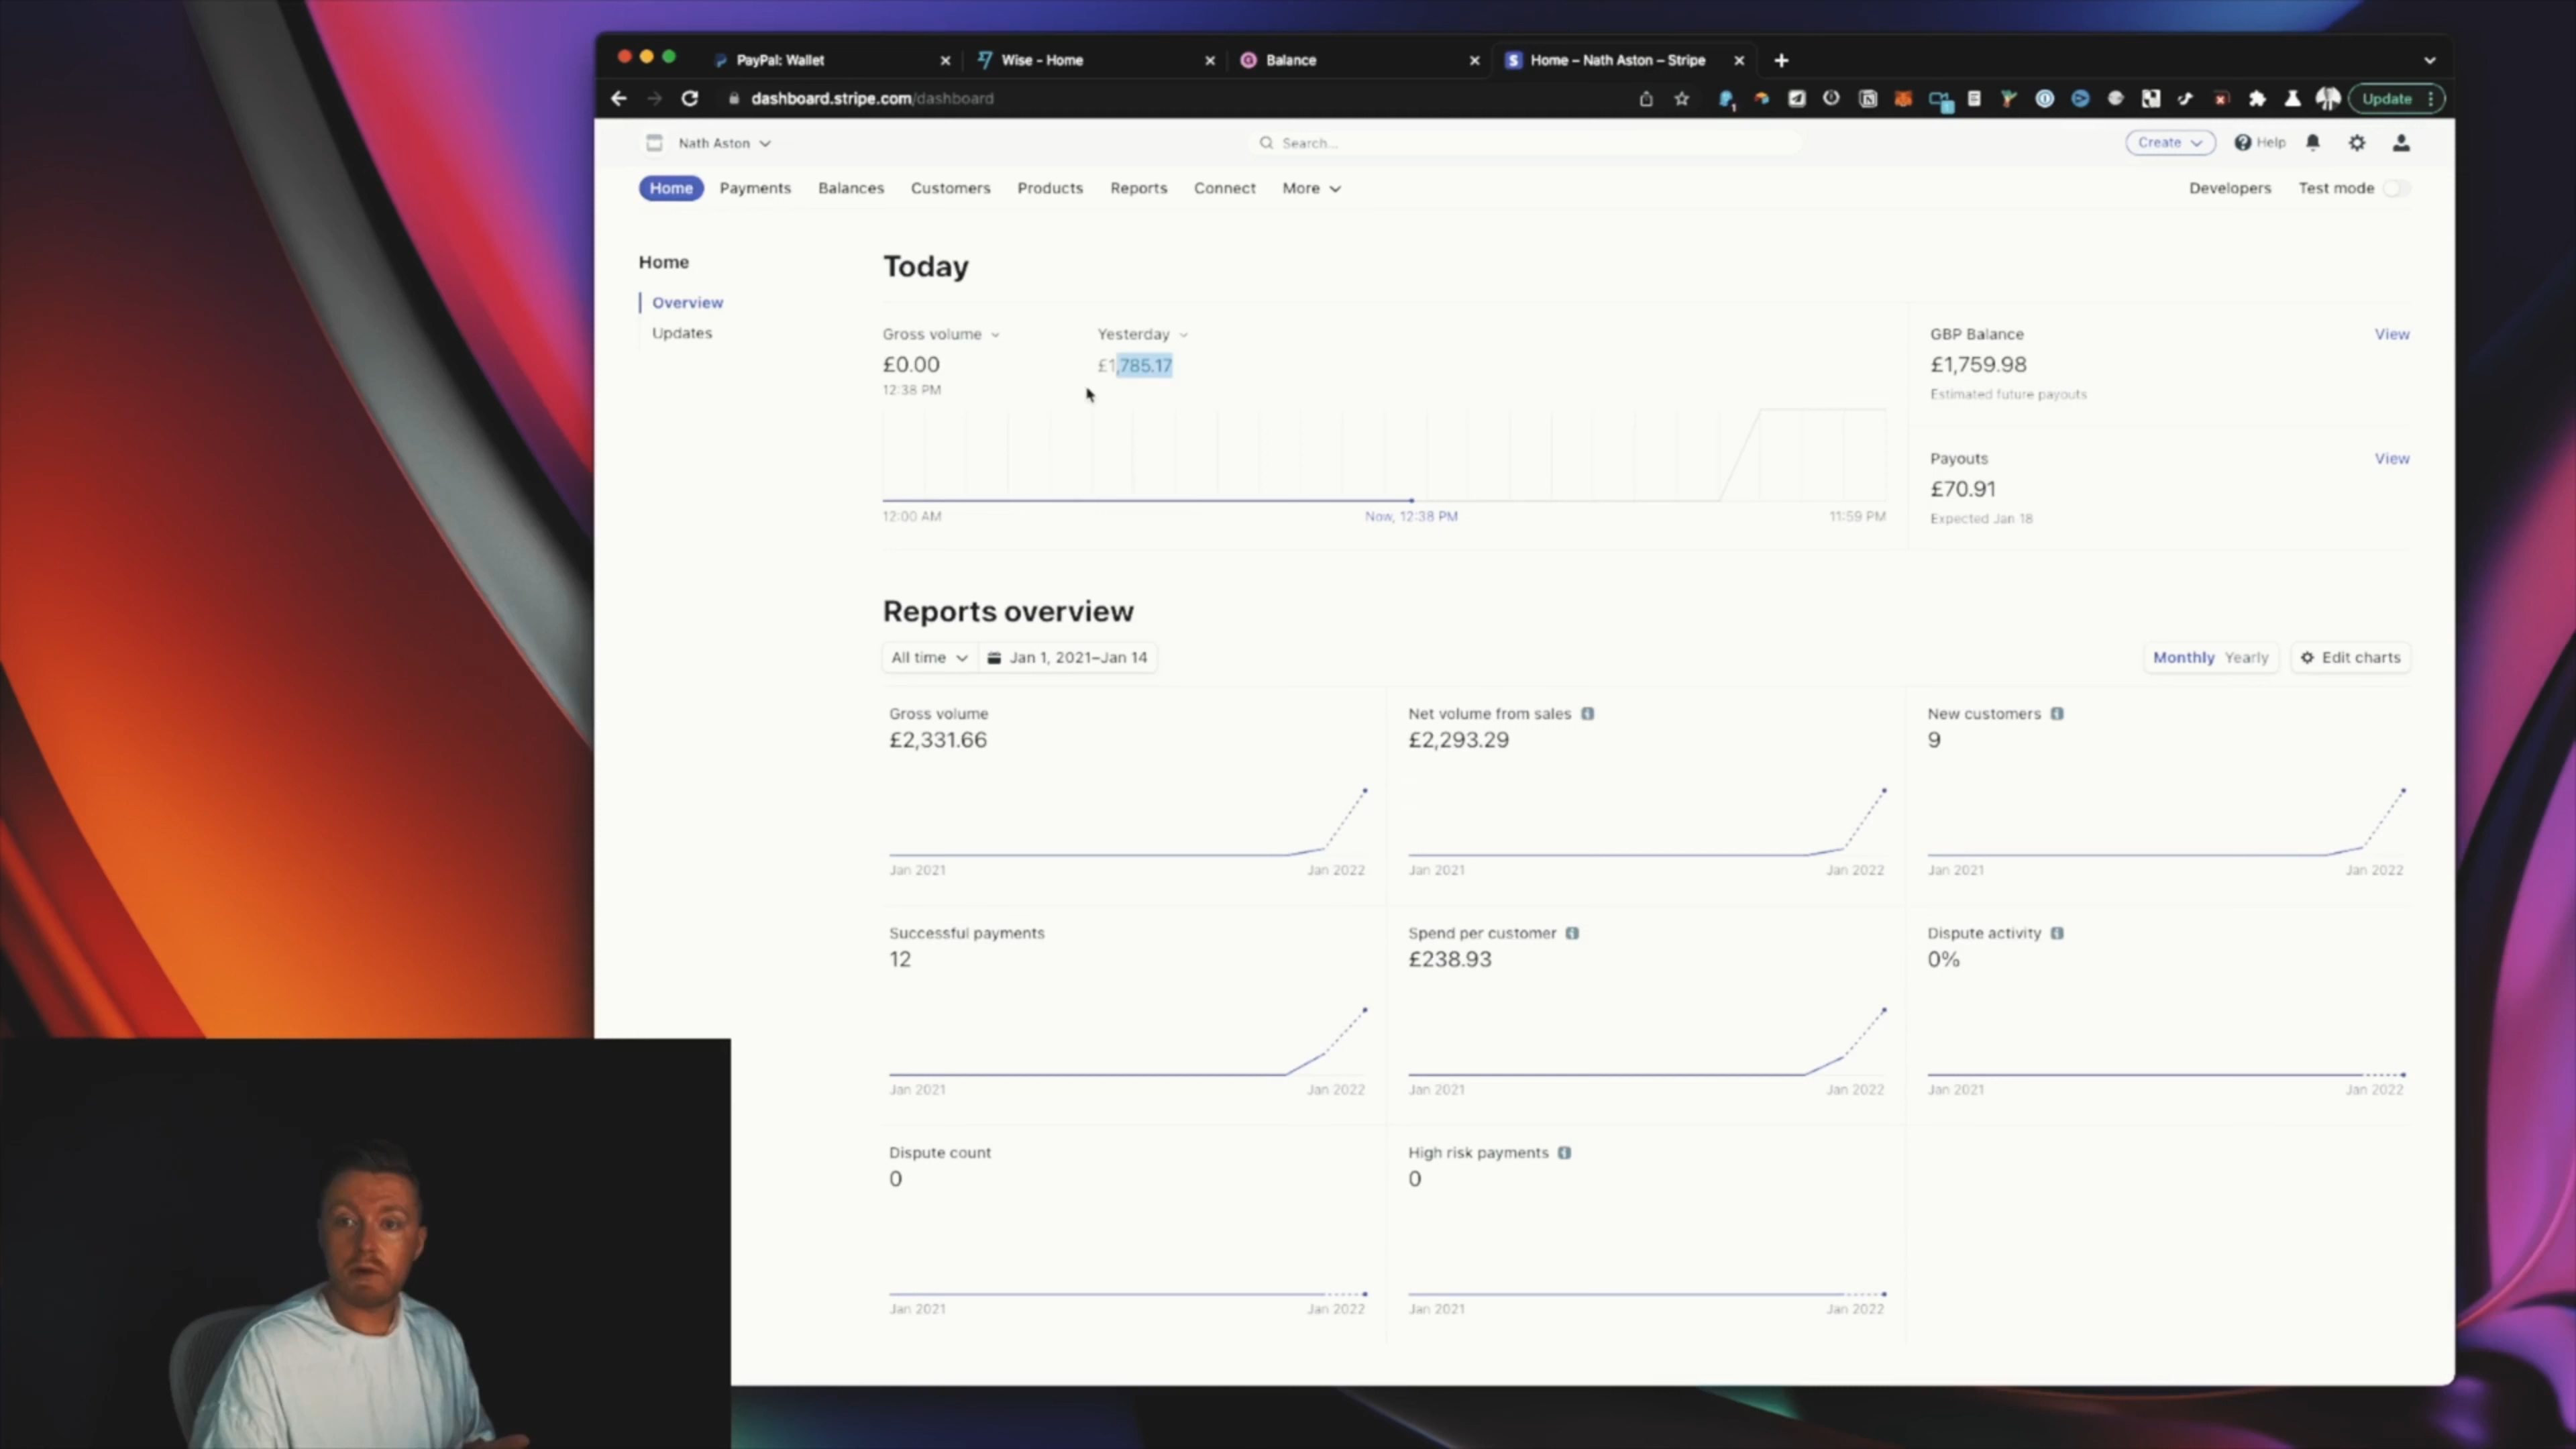 PayPal: Wallet
Wise - Home
Balance
Home – Nath Aston – Stripe
dashboard.stripe.com/dashboard
Update
Nath Aston
Search...
Create
Help
Home
Payments
Balances
Customers
Products
Reports
Connect
More
Developers
Test mode
Home
Overview
Updates
Today
Gross volume
£0.00
12:38 PM
Yesterday
£1,785.17
12:00 AM
Now, 12:38 PM
11:59 PM
GBP Balance
View
£1,759.98
Estimated future payouts
Payouts
View
£70.91
Expected Jan 18
Reports overview
All time
Jan 1, 2021–Jan 14
Monthly
Yearly
Edit charts
Gross volume
£2,331.66
Jan 2021
Jan 2022
Net volume from sales
£2,293.29
Jan 2021
Jan 2022
New customers
9
Jan 2021
Jan 2022
Successful payments
12
Jan 2021
Jan 2022
Spend per customer
£238.93
Jan 2021
Jan 2022
Dispute activity
0%
Jan 2021
Jan 2022
Dispute count
0
Jan 2021
Jan 2022
High risk payments
0
Jan 2021
Jan 2022